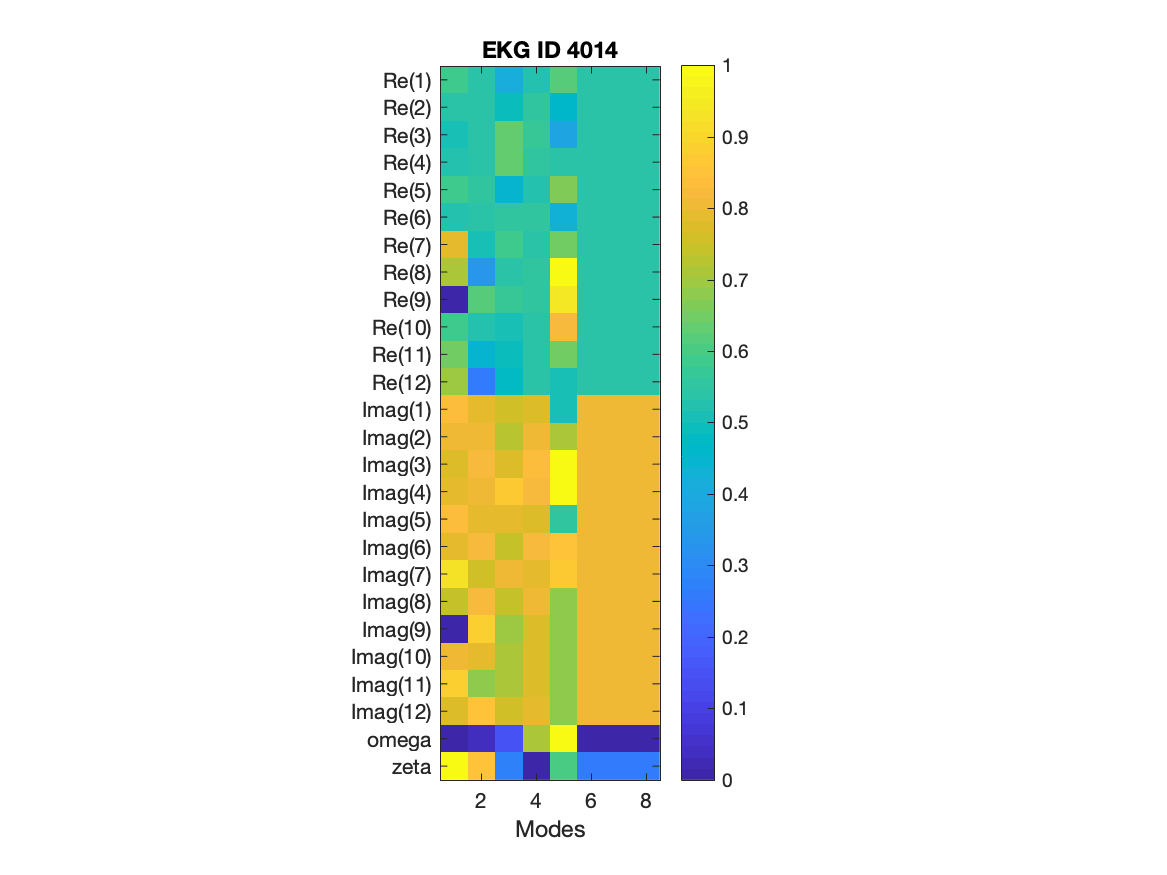 EKG ID 4014
Re(1)
Re(2)
Re(3)
Re(4)
Re(5)
Re(6)
Re(7)
Re(8)
Re(9)
Re(10)
Re(11)
Re(12)
Imag(1)
Imag(2)
Imag(3)
Imag(4)
Imag(5)
Imag(6)
Imag(7)
Imag(8)
Imag(9)
Imag(10)
Imag(11)
Imag(12)
omega
zeta
2 4 6 8
Modes
1
0.9
0.8
0.7
0.6
0.5
0.4
0.3
0.2
0.1
0